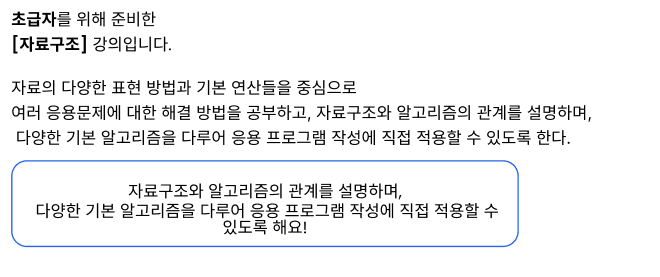 초급자를 위해 준비한
[자료구조] 강의입니다.
자료의 다양한 표현 방법과 기본 연산들을 중심으로
여러 응용문제에 대한 해결 방법을 공부하고, 자료구조와 알고리즘의 관계를 설명하며,
다양한 기본 알고리즘을 다루어 응용 프로그램 작성에 직접 적용할 수 있도록 한다.
자료구조와 알고리즘의 관계를 설명하며,
다양한 기본 알고리즘을 다루어 응용 프로그램 작성에 직접 적용할 수
있도록 해요!